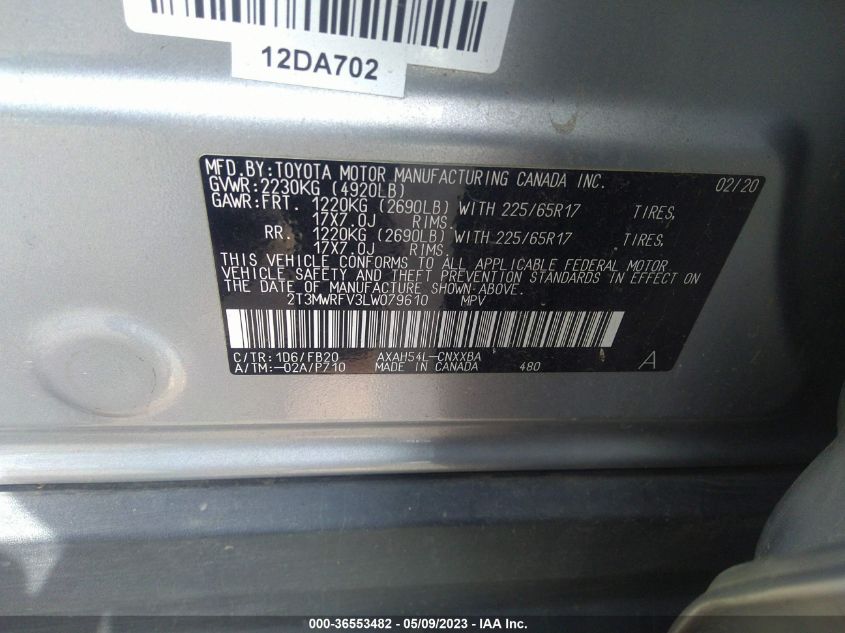 12DA702
MFD.BY:TOYOTA MOTOR MANUFACTURING CANADA INC. 02/20
GVWR:2230KG (4920LB)
GAWR:FRT. 1220KG (2690LB) WITH 225/65R17 TIRES,
17X7.0J RIMS.
RR. 1220KG (2690LB) WITH 225/65R17 TIRES,
17X7.0J RIMS.
THIS VEHICLE CONFORMS TO ALL APPLICABLE FEDERAL MOTOR
VEHICLE SAFETY AND THEFT PREVENTION STANDARDS IN EFFECT ON
THE DATE OF MANUFACTURE SHOWN ABOVE.
2T3MWRFV3LW079610 MPV
C/TR:1D6/FB20 AXAH54L-CNXXBA
A/TM:-02A/P710 MADE IN CANADA 480 A
000-36553482 - 05/09/2023 - IAA Inc.